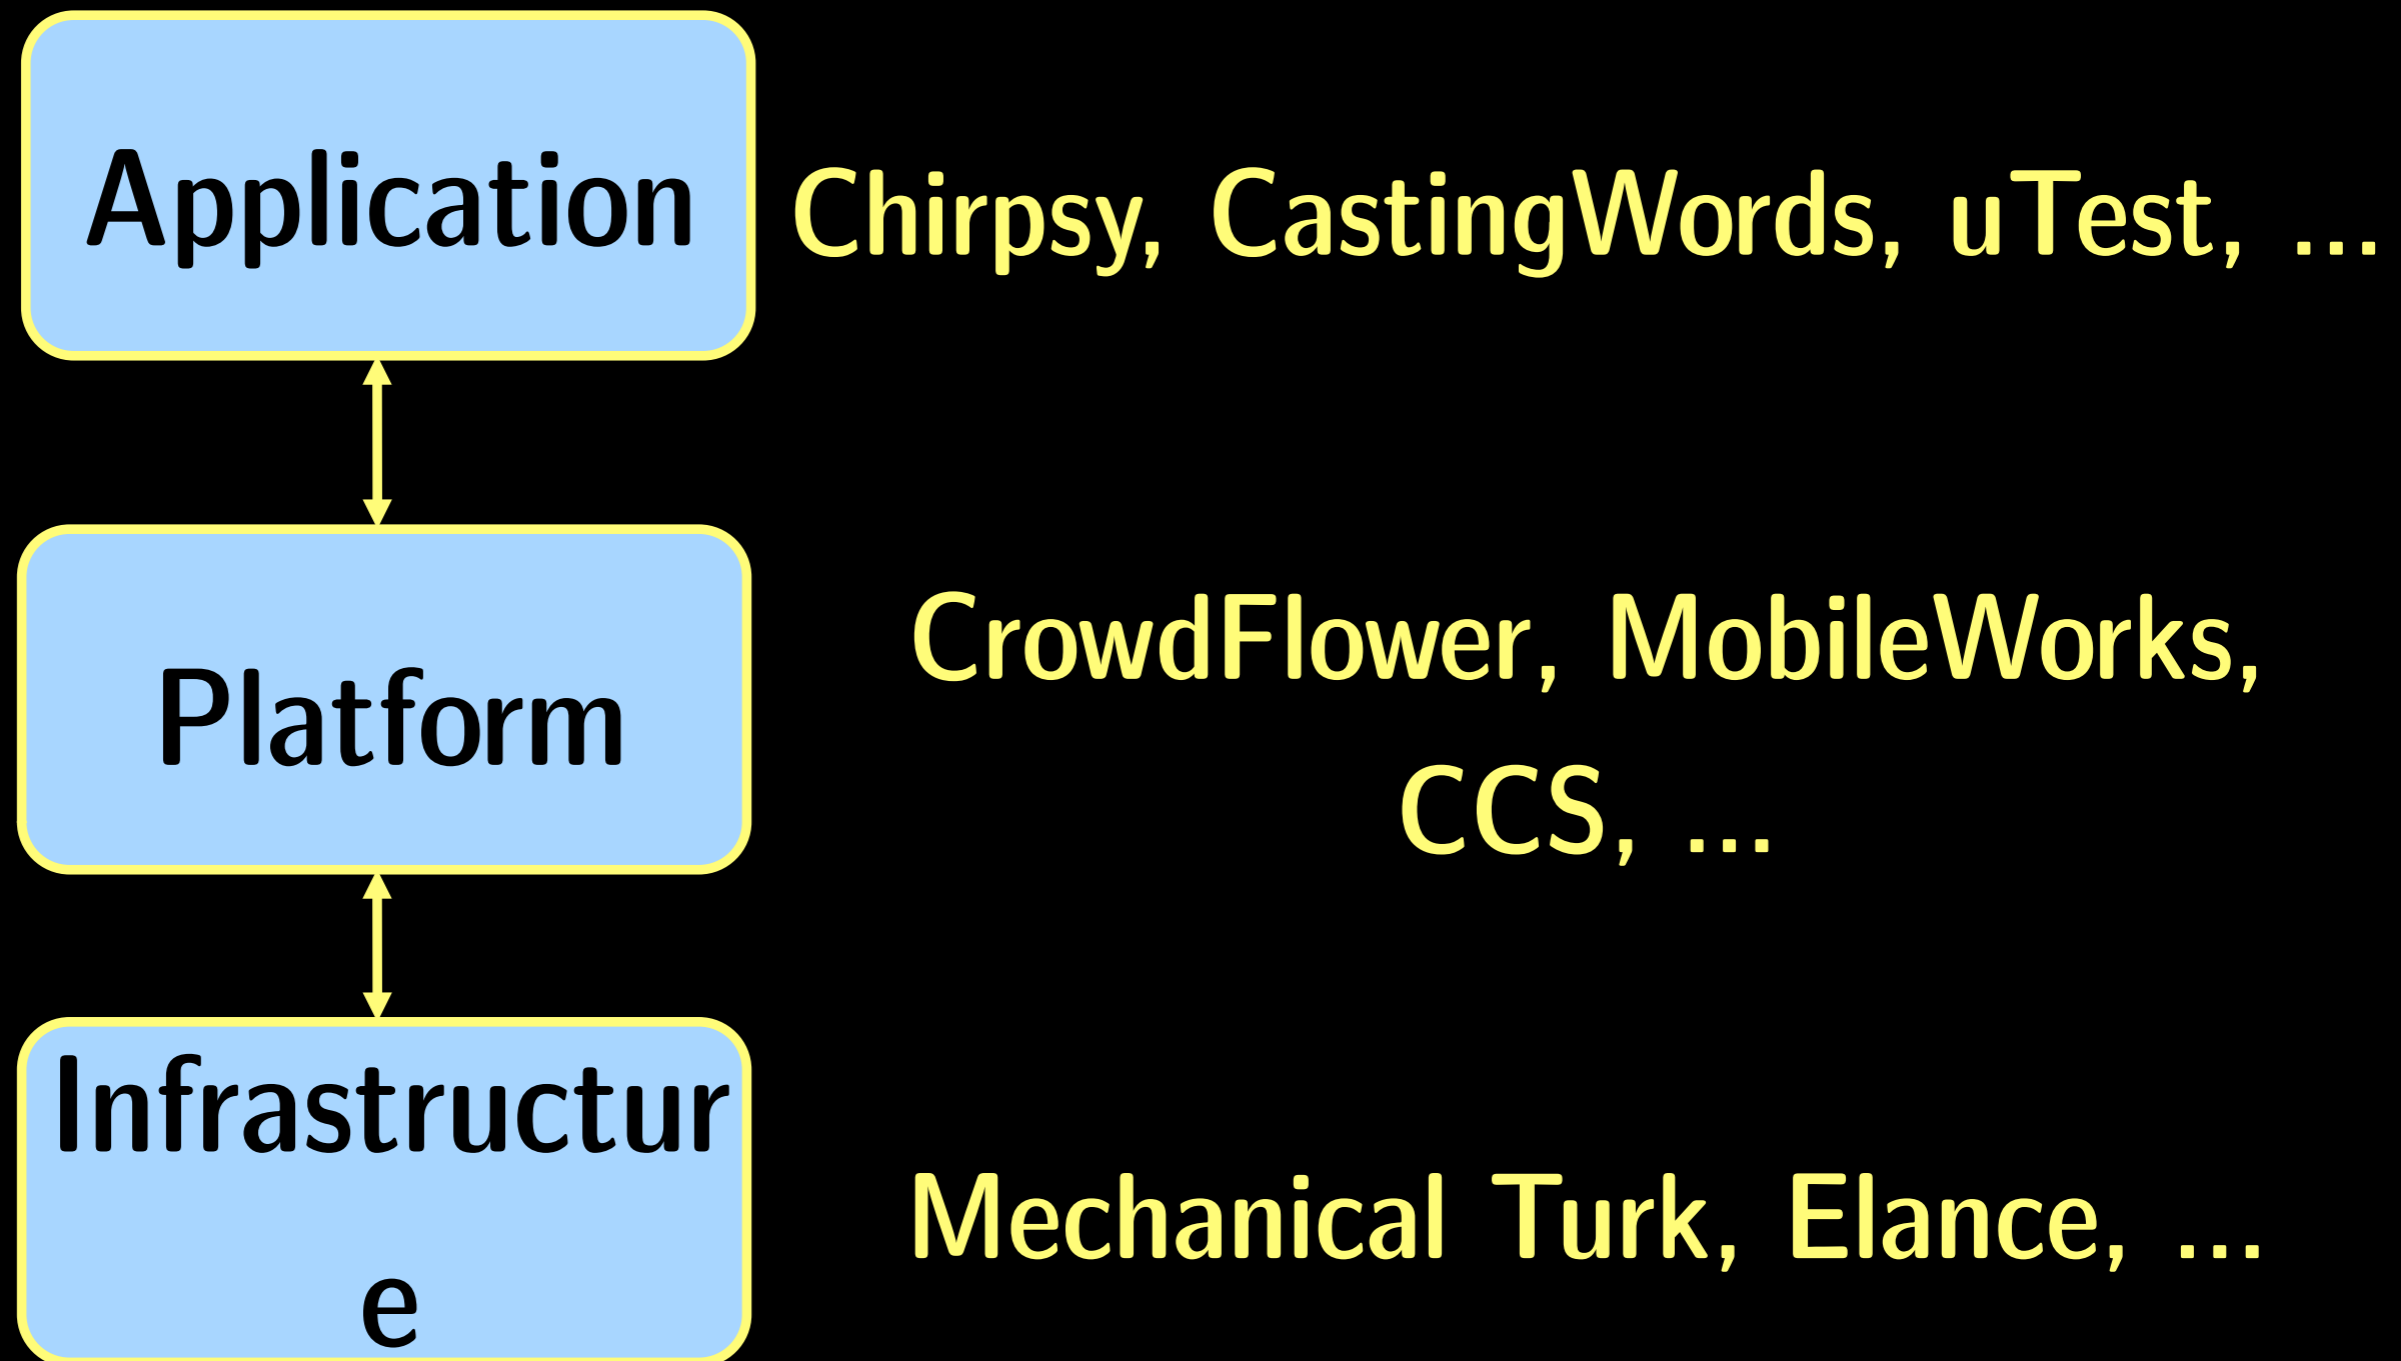 Application
Chirpsy, CastingWords, uTest, ...
Platform
CrowdFlower, MobileWorks,
CCS, ...
Infrastructur
e
Mechanical Turk, Elance, ...